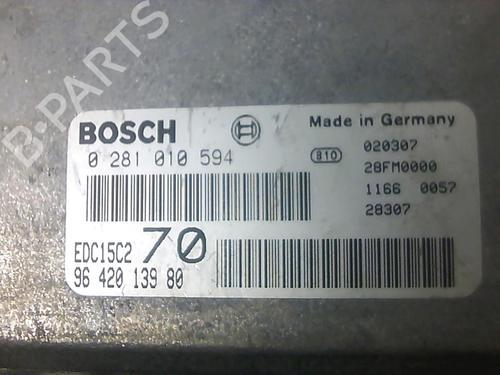 B-PARTS
BOSCH
Made in Germany
0 281 010 594
B10
020307
28FM0000
1166 0057
28307
EDC15C2 70
96 420 139 80